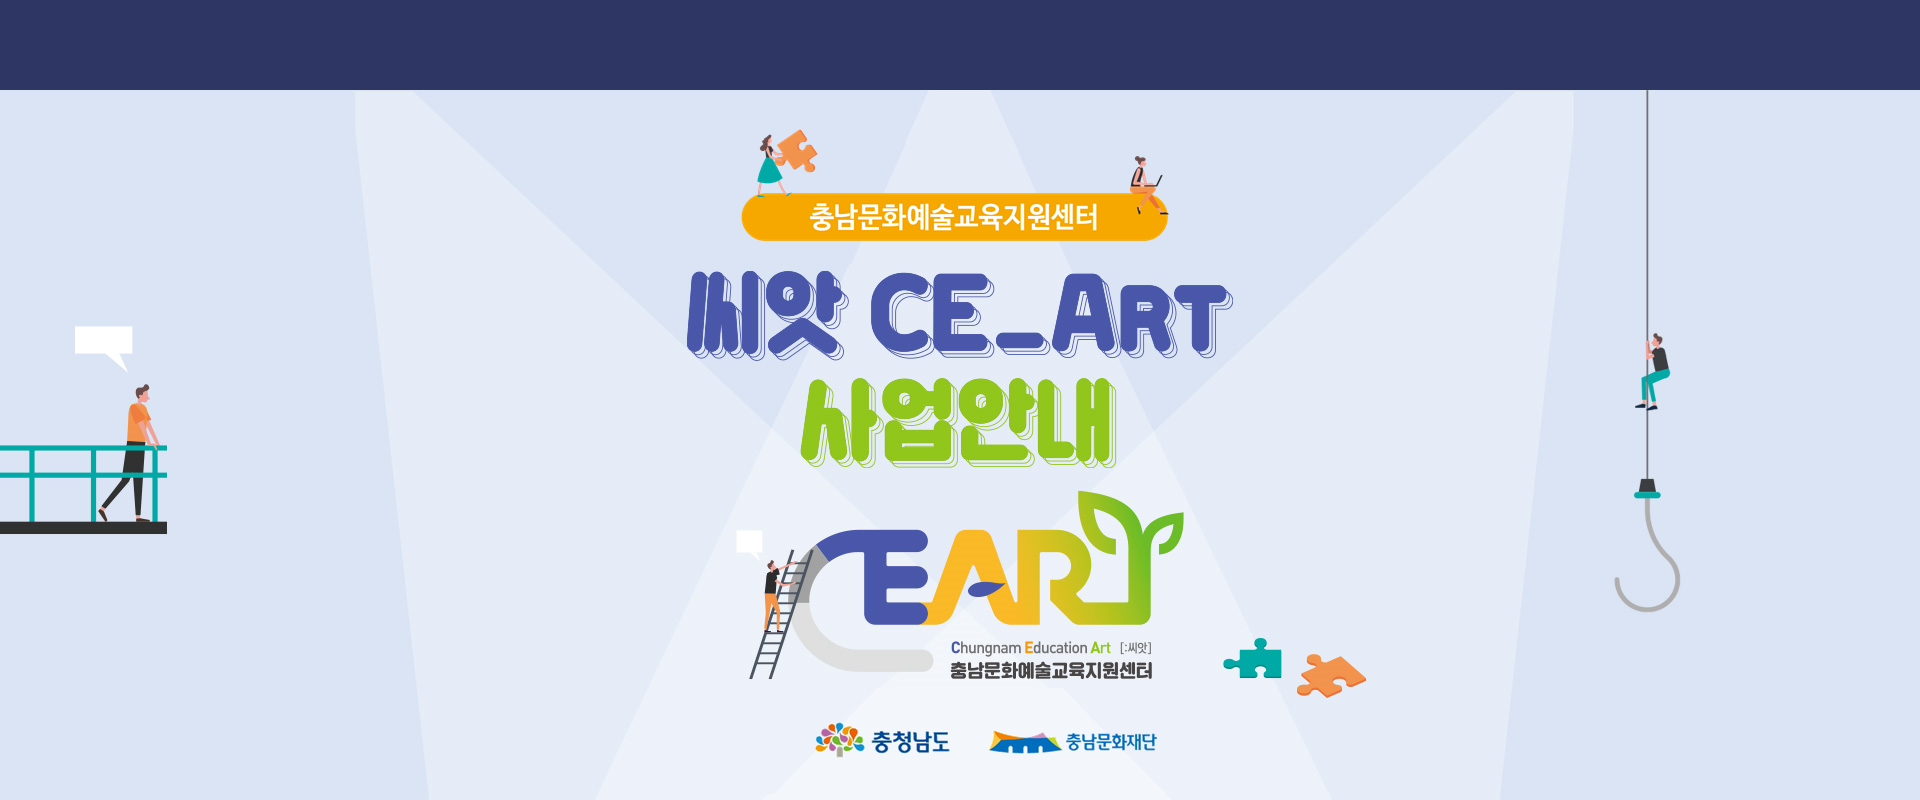 충남문화예술교육지원센터
씨앗 CE_ART
사업안내
CEART
Chungnam Education Art [:씨앗]
충남문화예술교육지원센터
충청남도 충남문화재단